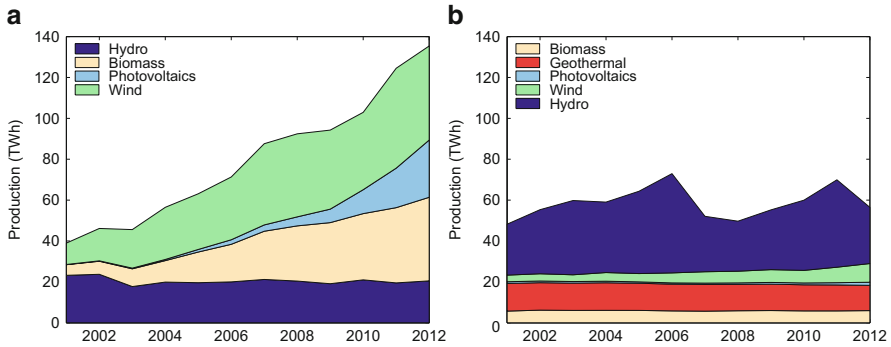 a
Production (TWh)
140
120
100
80
60
40
20
0
Hydro
Biomass
Photovoltaics
Wind
2002 2004 2006 2008 2010 2012
b
Production (TWh)
140
120
100
80
60
40
20
0
Biomass
Geothermal
Photovoltaics
Wind
Hydro
2002 2004 2006 2008 2010 2012